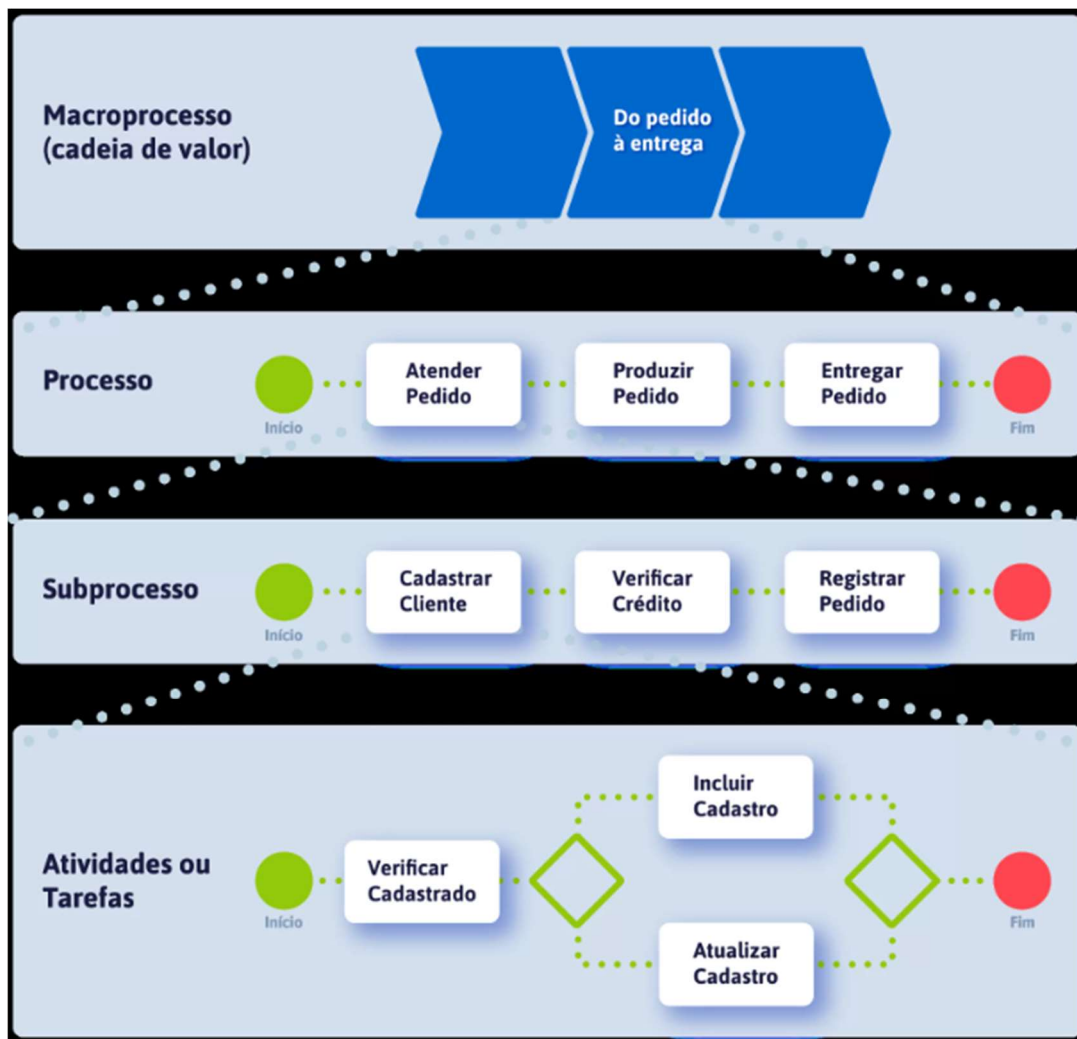 Macroprocesso
(cadeia de valor)
Do pedido
à entrega
Processo
Início
Atender
Pedido
Produzir
Pedido
Entregar
Pedido
Fim
Subprocesso
Início
Cadastrar
Cliente
Verificar
Crédito
Registrar
Pedido
Fim
Atividades ou
Tarefas
Início
Verificar
Cadastrado
Incluir
Cadastro
Atualizar
Cadastro
Fim